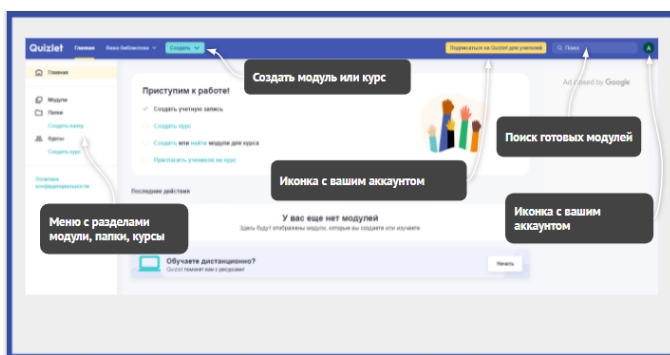 Quizlet Главная Ваша библиотека Создать Подписаться на Quizlet для учителей Поиск A
Главная
Модули
Папки
Создать папку
Курсы
Создать курс
Политика
конфиденциальности
Приступим к работе!
Создать учетную запись
Создать курс
Создать или найти модули для курса
Пригласить учеников на курс
Последние действия
У вас еще нет модулей
Здесь будут отображены модули, которые вы создаете или изучаете.
Обучаете дистанционно?
Quizlet поможет вам с ресурсами!
Начать
Ad closed by Google
Создать модуль или курс
Поиск готовых модулей
Иконка с вашим аккаунтом
Иконка с вашим
аккаунтом
Меню с разделами
модули, папки, курсы